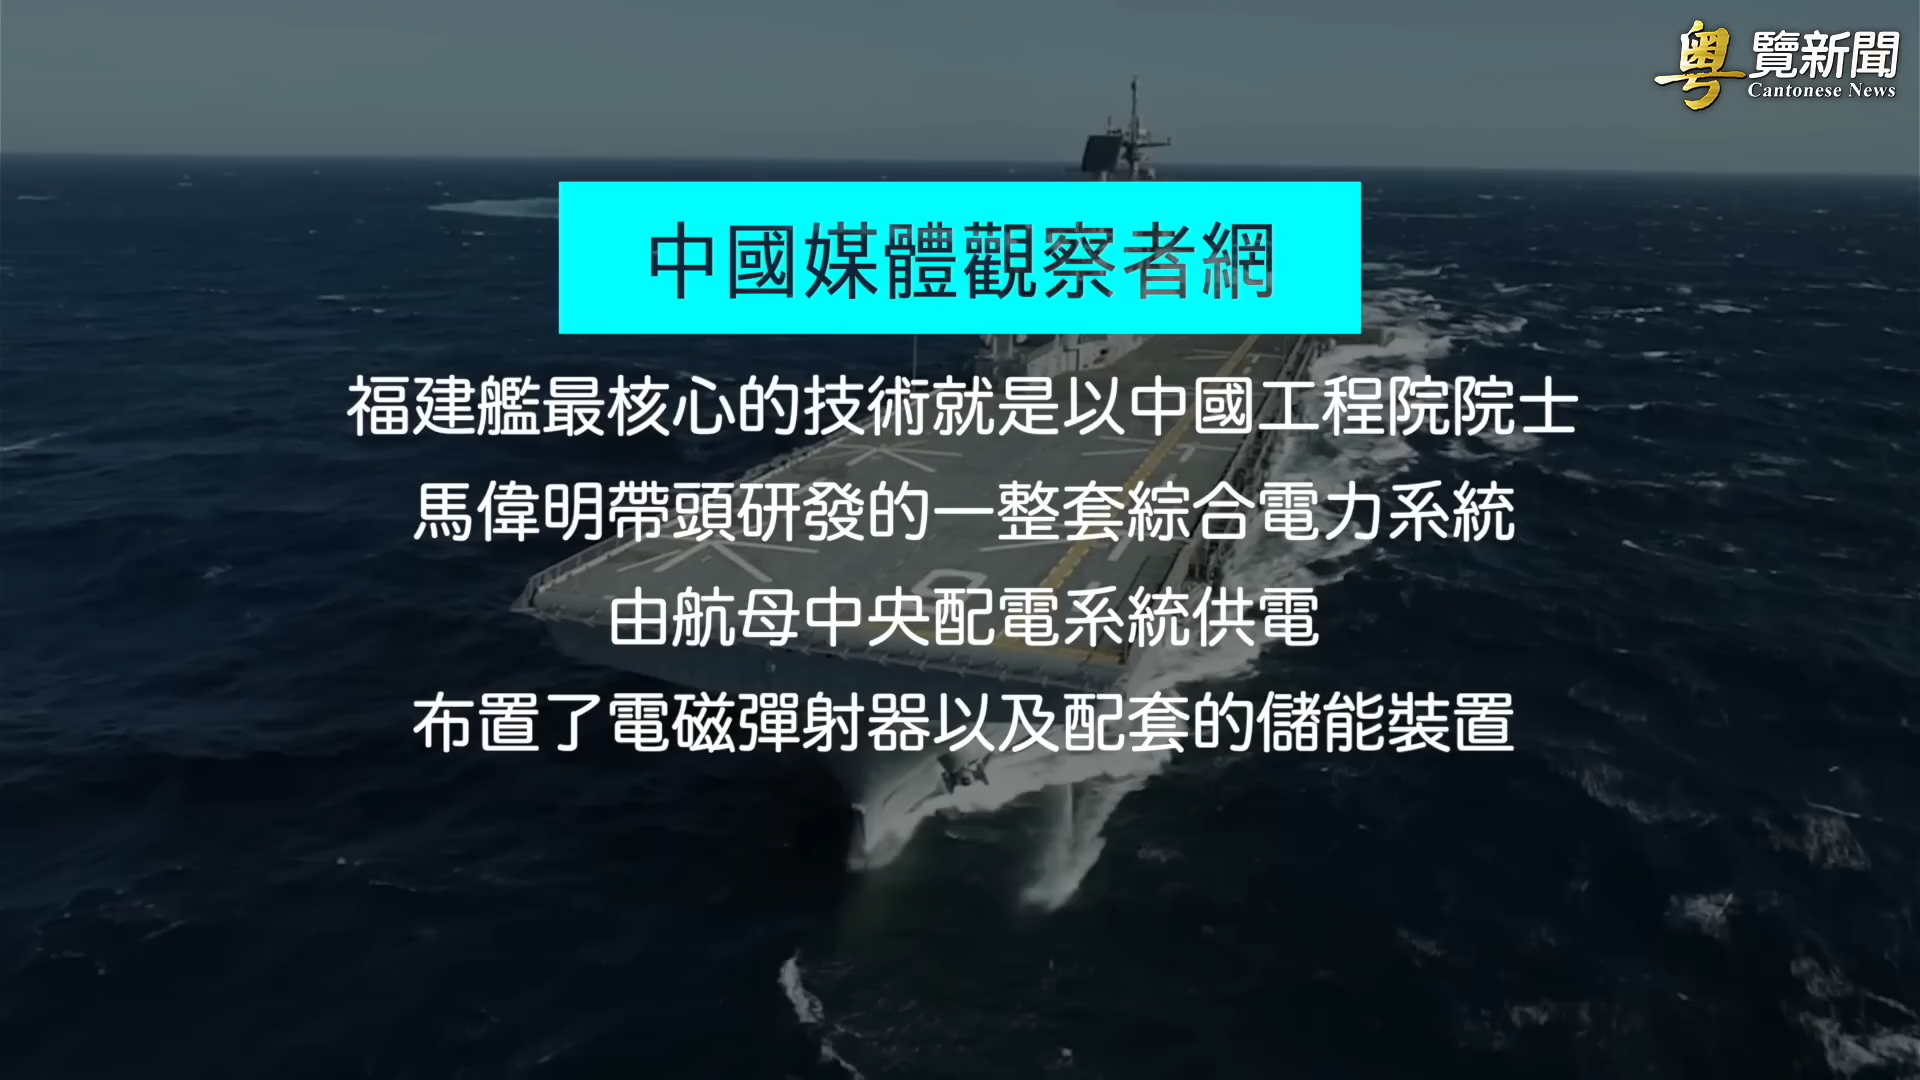 粤覽新聞
Cantonese News
中國媒體觀察者網
福建艦最核心的技術就是以中國工程院院士
馬偉明帶頭研發的一整套綜合電力系統
由航母中央配電系統供電
布置了電磁彈射器以及配套的儲能裝置